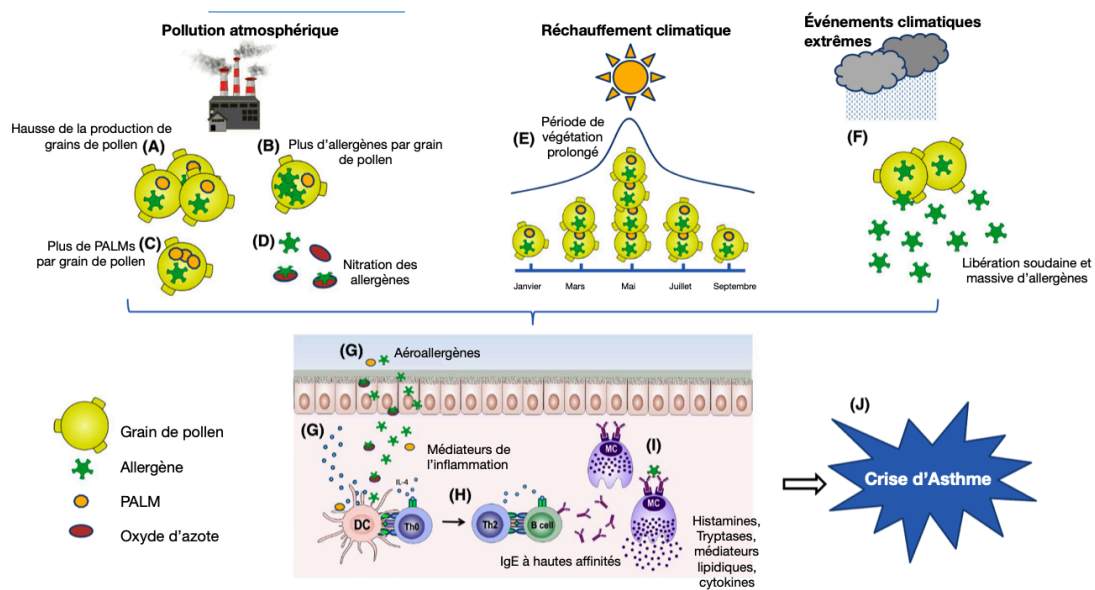 Pollution atmosphérique
Réchauffement climatique
Événements climatiques
extrêmes
Hausse de la production de
grains de pollen
(A)
(B)
Plus d'allergènes par grain
de pollen
Plus de PALMs
par grain de pollen
(C)
(D)
Nitration des
allergènes
(E)
Période de
végétation
prolongé
Janvier
Mars
Mai
Juillet
Septembre
(F)
Libération soudaine et
massive d'allergènes
(G)
Aéroallergènes
(G)
Médiateurs de
l'inflammation
IL-4
DC
Th0
(H)
Th2
B cell
IgE à hautes affinités
MC
(I)
MC
Histamines,
Tryptases,
médiateurs
lipidiques,
cytokines
(J)
Crise d'Asthme
Grain de pollen
Allergène
PALM
Oxyde d'azote